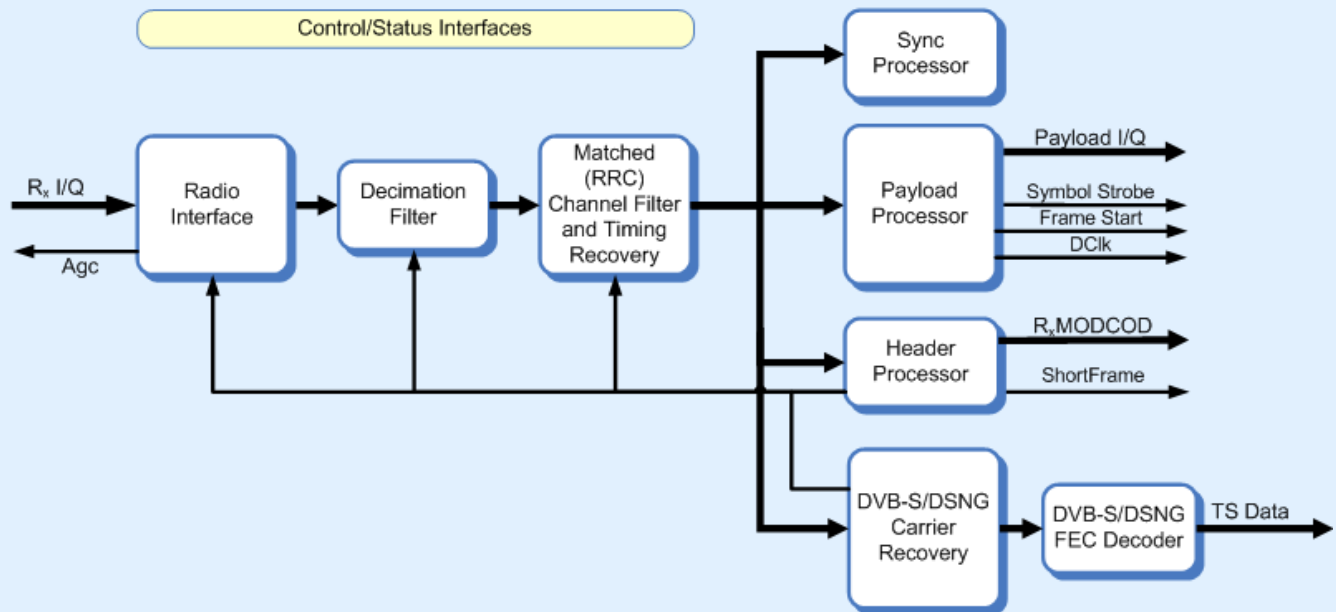 Control/Status Interfaces
Sync
Processor
R_x I/Q
Agc
Radio
Interface
Decimation
Filter
Matched
(RRC)
Channel Filter
and Timing
Recovery
Payload
Processor
Payload I/Q
Symbol Strobe
Frame Start
DClk
Header
Processor
RₓMODCOD
ShortFrame
DVB-S/DSNG
Carrier
Recovery
DVB-S/DSNG
FEC Decoder
TS Data